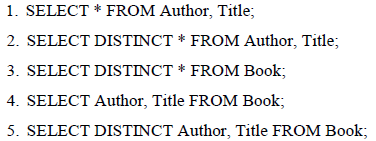 1. SELECT * FROM Author, Title;
2. SELECT DISTINCT * FROM Author, Title;
3. SELECT DISTINCT * FROM Book;
4. SELECT Author, Title FROM Book;
5. SELECT DISTINCT Author, Title FROM Book;